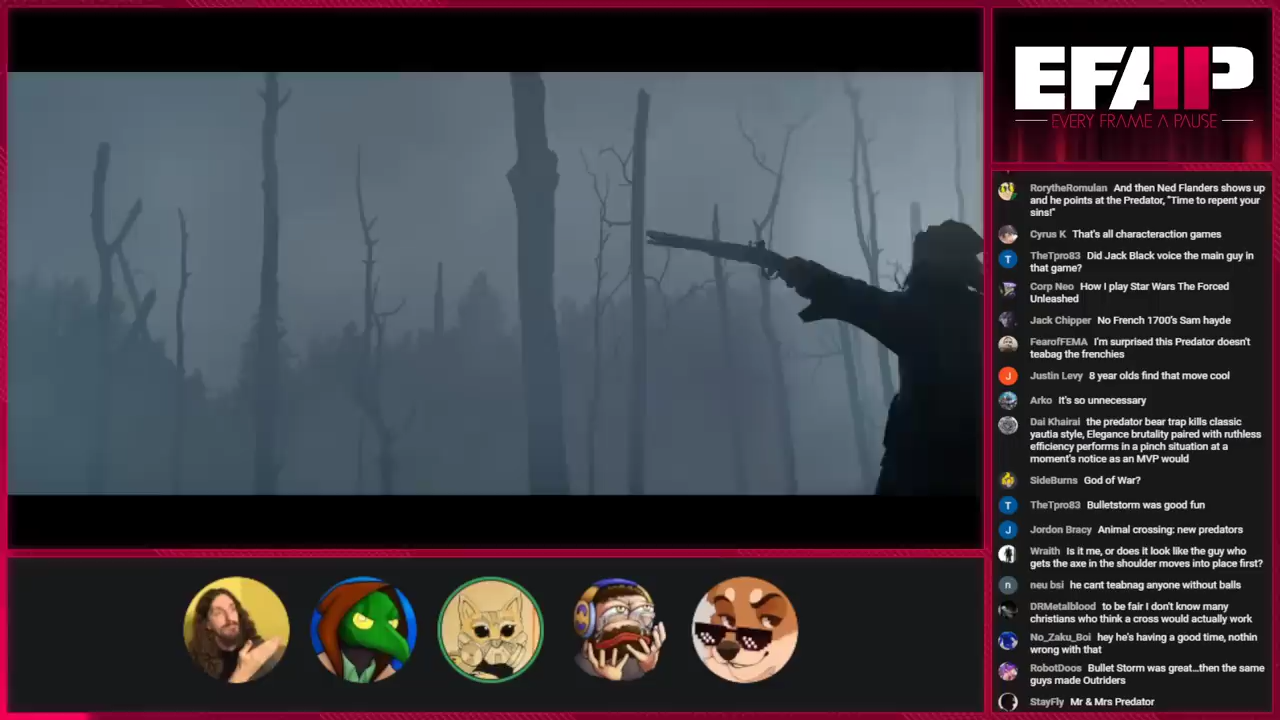 EFAP
EVERY FRAME A PAUSE
RorytheRomulan And then Ned Flanders shows up
and he points at the Predator, "Time to repent your
sins!"
Cyrus K That's all characteraction games
TheTpro83 Did Jack Black voice the main guy in
that game?
Corp Neo How I play Star Wars The Forced
Unleashed
Jack Chipper No French 1700's Sam hayde
FearofFEMA I'm surprised this Predator doesn't
teabag the frenchies
Justin Levy 8 year olds find that move cool
Arko It's so unnecessary
Dai Khairai the predator bear trap kills classic
yautia style, Elegance brutality paired with ruthless
efficiency performs in a pinch situation at a
moment's notice as an MVP would
SideBurns God of War?
TheTpro83 Bulletstorm was good fun
Jordon Bracy Animal crossing: new predators
Wraith Is it me, or does it look like the guy who
gets the axe in the shoulder moves into place first?
neu bsi he cant teabnag anyone without balls
DRMetalblood to be fair I don't know many
christians who think a cross would actually work
No_Zaku_Boi hey he's having a good time, nothin
wrong with that
RobotDoos Bullet Storm was great...then the same
guys made Outriders
StayFly Mr & Mrs Predator